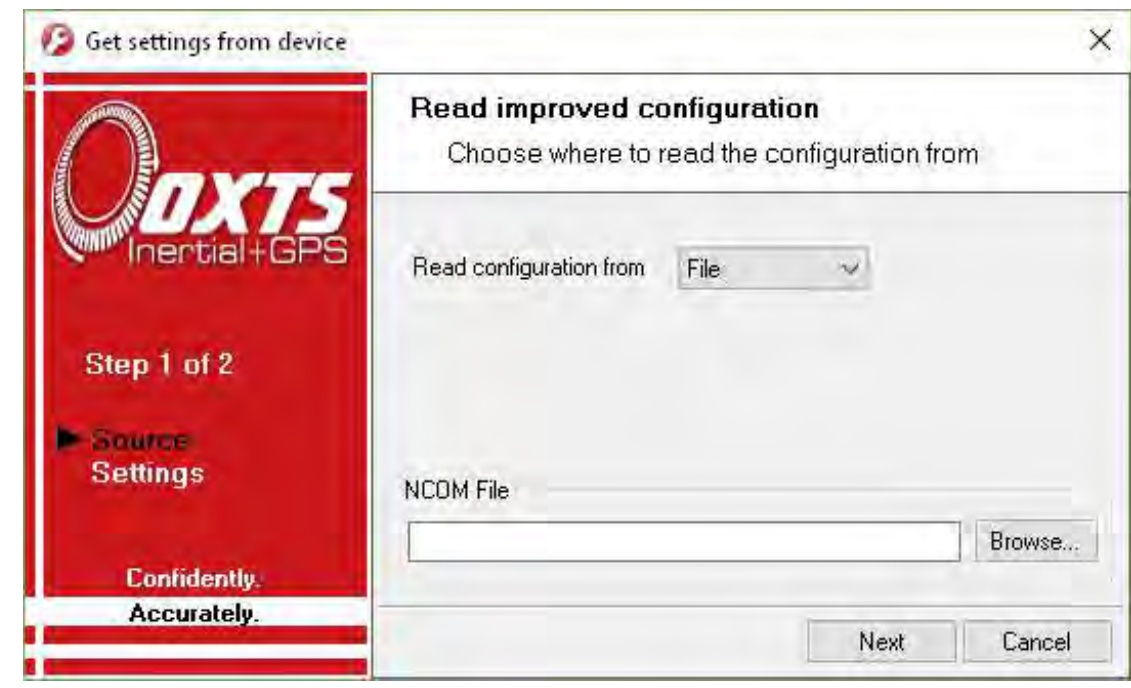 Get settings from device
OXTS
Inertial+GPS
Step 1 of 2
Source
Settings
Confidently.
Accurately.
Read improved configuration
Choose where to read the configuration from
Read configuration from File
NCOM File
Browse...
Next Cancel